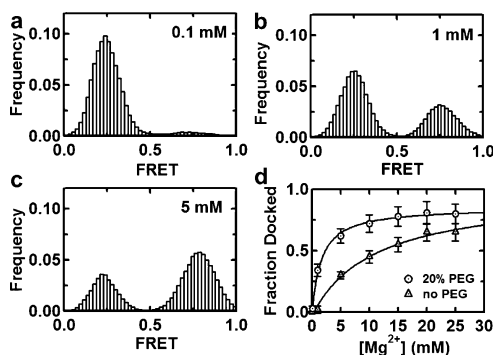 a
0.1 mM
Frequency
0.10
0.05
0.00
0.0 0.5 1.0
FRET
b
1 mM
Frequency
0.10
0.05
0.00
0.0 0.5 1.0
FRET
c
5 mM
Frequency
0.10
0.05
0.00
0.0 0.5 1.0
FRET
d
Fraction Docked
1.0
0.5
0.0
20% PEG
no PEG
0 5 10 15 20 25 30
[Mg²⁺] (mM)